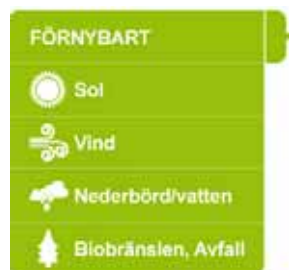 FÖRNYBART
Sol
Vind
Nederbörd/vatten
Biobränslen, Avfall